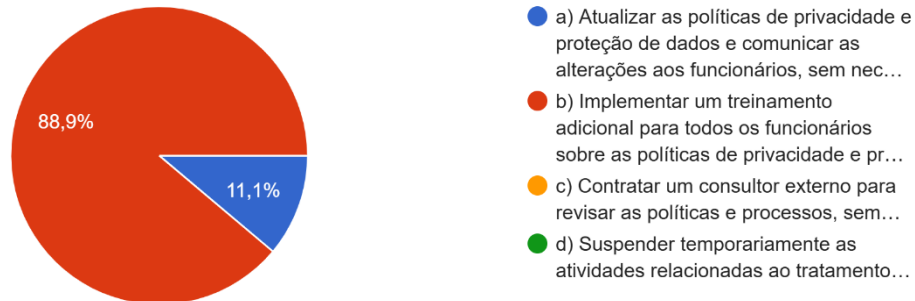 88,9%
11,1%
a) Atualizar as políticas de privacidade e
proteção de dados e comunicar as
alterações aos funcionários, sem nec…
b) Implementar um treinamento
adicional para todos os funcionários
sobre as políticas de privacidade e pr…
c) Contratar um consultor externo para
revisar as políticas e processos, sem…
d) Suspender temporariamente as
atividades relacionadas ao tratamento…